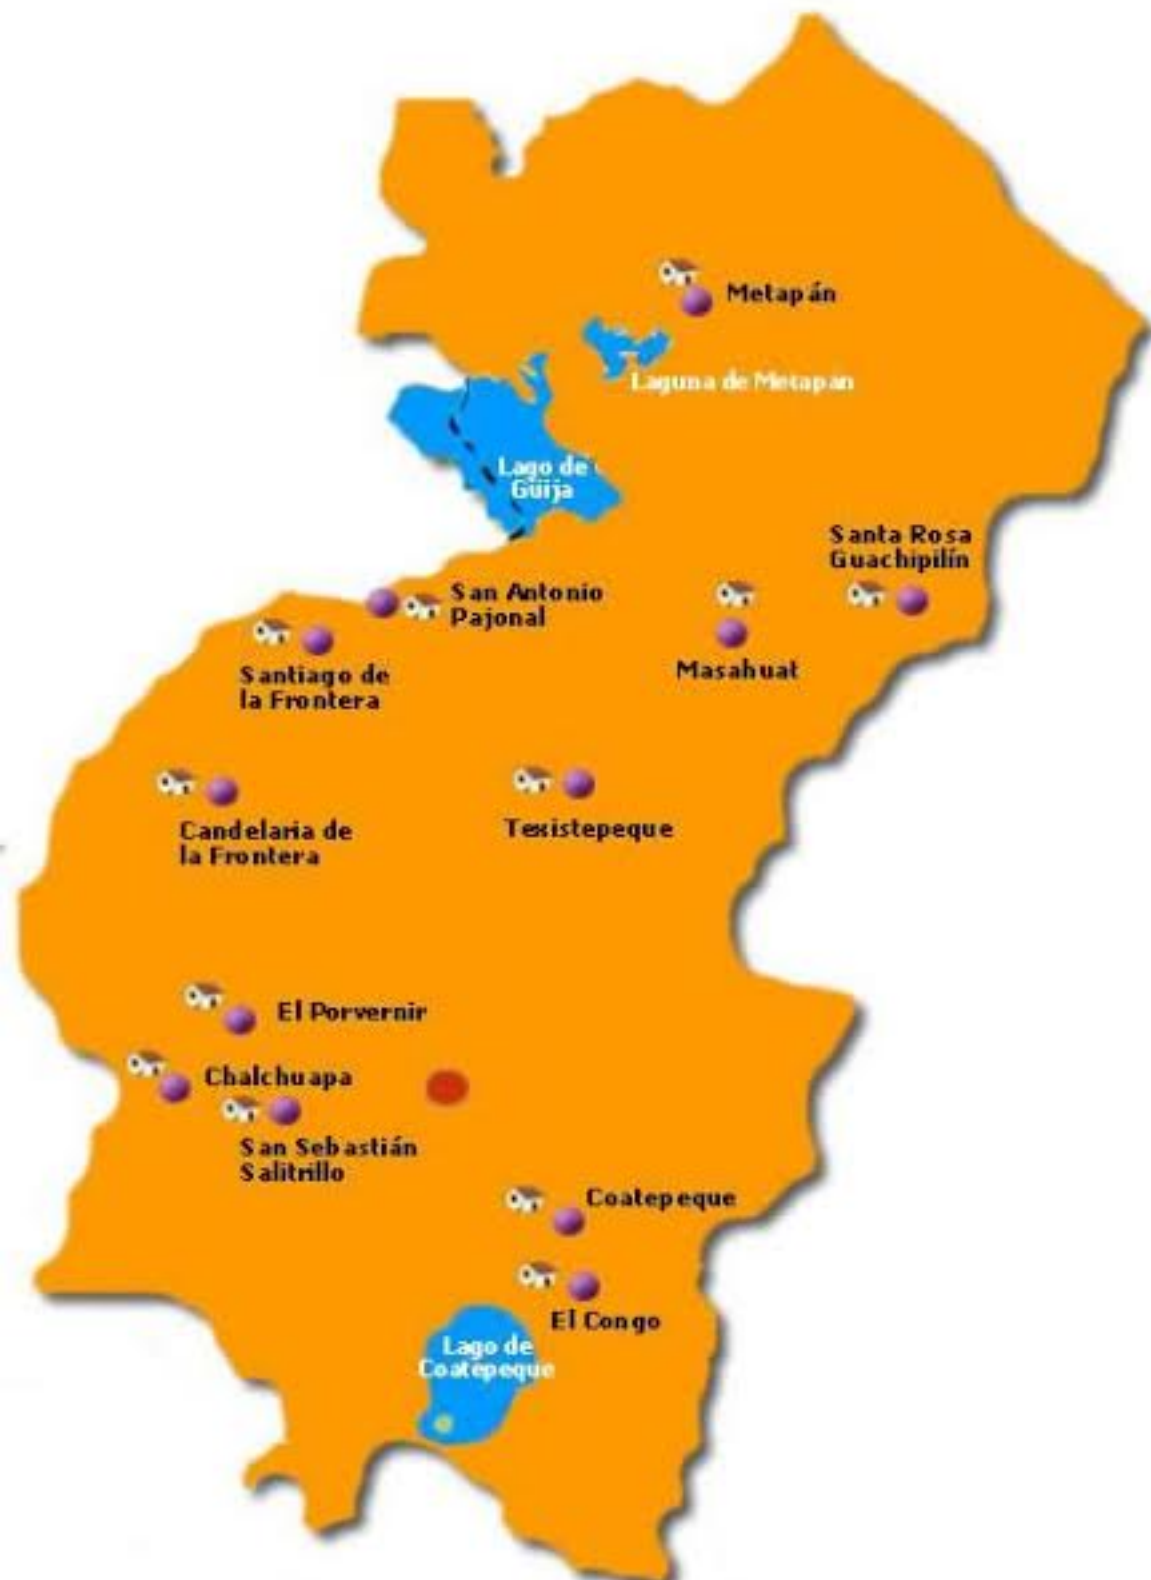 Metapán
Laguna de Metapán
Lago de
Güija
Santa Rosa
Guachipilín
San Antonio
Pajonal
Masahuat
Santiago de
la Frontera
Candelaria de
la Frontera
Texistepeque
El Porvernir
Chalchuapa
San Sebastián
Salitrillo
Coatepeque
El Congo
Lago de
Coatepeque